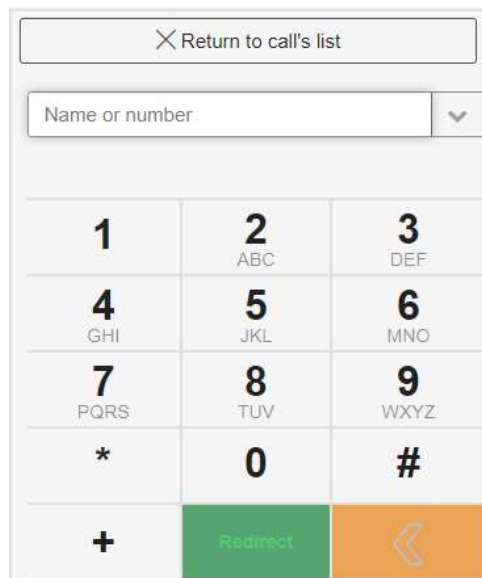 Return to call's list
Name or number
1 2 3
ABC DEF
4 5 6
GHI JKL MNO
7 8 9
PQRS TUV WXYZ
* 0 #
+ Redirect